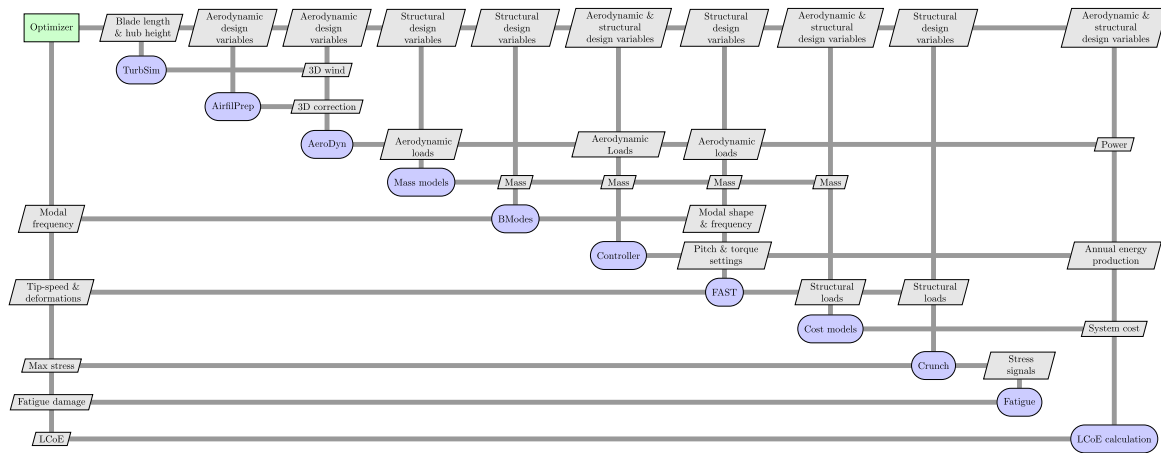 Optimizer
Blade length
& hub height
Aerodynamic
design
variables
Aerodynamic
design
variables
Structural
design
variables
Structural
design
variables
Aerodynamic &
structural
design variables
Structural
design
variables
Aerodynamic &
structural
design variables
Structural
design
variables
Aerodynamic &
structural
design variables
TurbSim
3D wind
AirfilPrep
3D correction
AeroDyn
Aerodynamic
loads
Aerodynamic
Loads
Aerodynamic
loads
Power
Mass models
Mass
Mass
Mass
Mass
Modal
frequency
BModes
Modal shape
& frequency
Controller
Pitch & torque
settings
Annual energy
production
Tip-speed &
deformations
FAST
Structural
loads
Structural
loads
Cost models
System cost
Max stress
Crunch
Stress
signals
Fatigue damage
Fatigue
LCoE
LCoE calculation